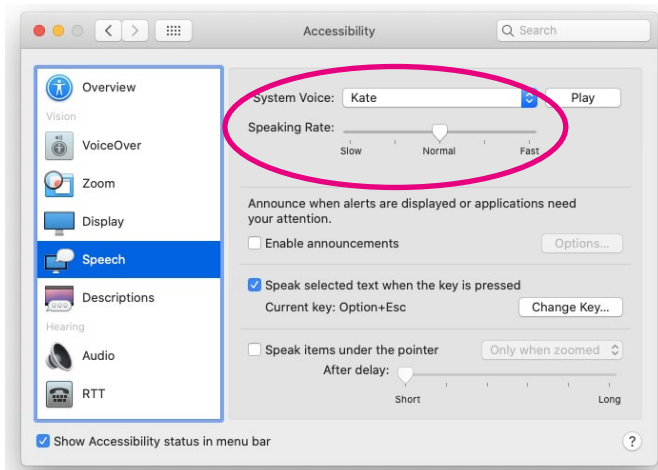 Accessibility
Search
Overview
Vision
VoiceOver
Zoom
Display
Speech
Descriptions
Hearing
Audio
RTT
System Voice: Kate Play
Speaking Rate:
Slow Normal Fast
Announce when alerts are displayed or applications need
your attention.
Enable announcements Options...
Speak selected text when the key is pressed
Current key: Option+Esc Change Key...
Speak items under the pointer Only when zoomed
After delay:
Short Long
Show Accessibility status in menu bar ?